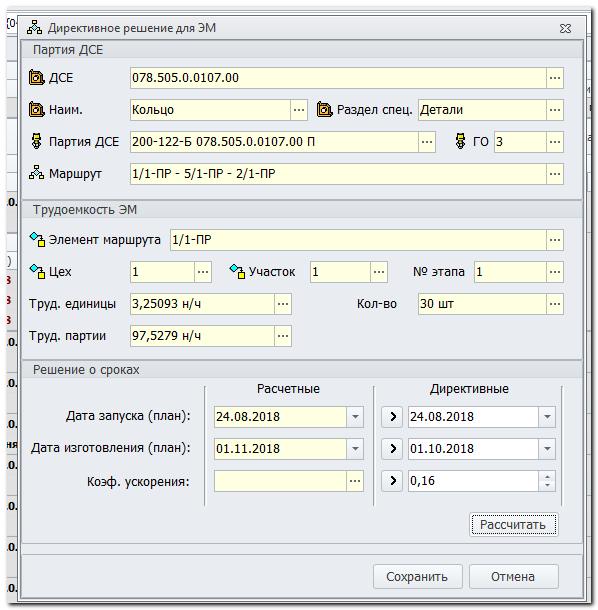 Директивное решение для ЭМ
Партия ДСЕ
ДСЕ 078.505.0.0107.00 ...
Наим. Кольцо ... Раздел спец. Детали ...
Партия ДСЕ 200-122-Б 078.505.0.0107.00 П ... ГО 3 ...
Маршрут 1/1-ПР - 5/1-ПР - 2/1-ПР ...
Трудоемкость ЭМ
Элемент маршрута 1/1-ПР ...
Цех 1 ... Участок 1 ... № этапа 1 ...
Труд. единицы 3,25093 н/ч ... Кол-во 30 шт ...
Труд. партии 97,5279 н/ч ...
Решение о сроках
Расчетные Директивные
Дата запуска (план): 24.08.2018 24.08.2018
Дата изготовления (план): 01.11.2018 01.10.2018
Коэф. ускорения: ... 0,16
Рассчитать
Сохранить Отмена